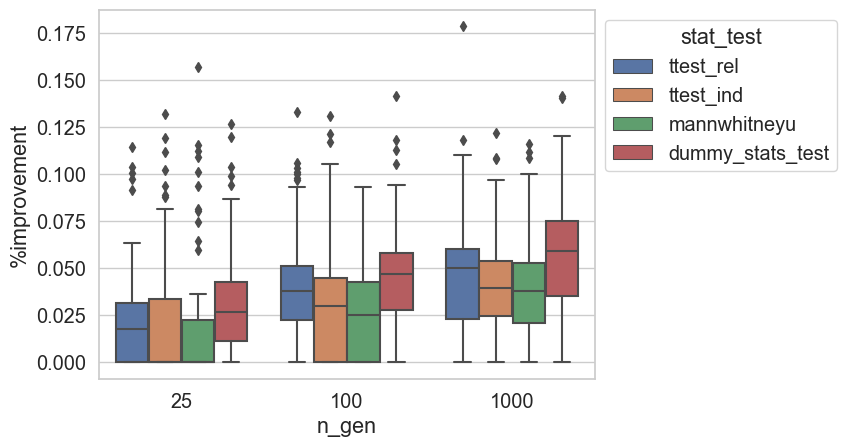 %improvement
0.175
0.150
0.125
0.100
0.075
0.050
0.025
0.000
25
100
1000
n_gen
stat_test
ttest_rel
ttest_ind
mannwhitneyu
dummy_stats_test